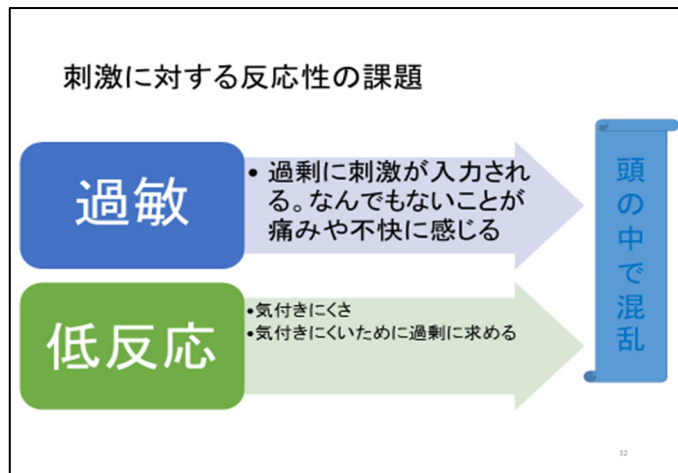 刺激に対する反応性の課題
過敏
• 過剰に刺激が入力され
る。なんでもないことが
痛みや不快に感じる
低反応
•気付きにくさ
•気付きにくいために過剰に求める
頭の中で混乱
32